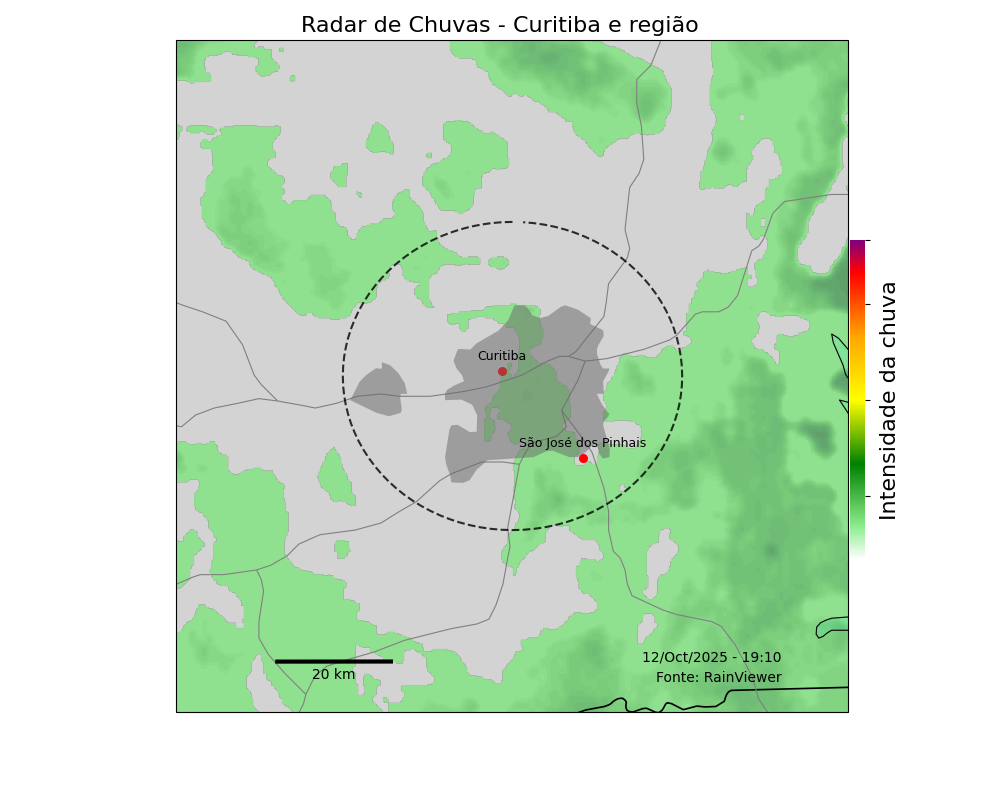 Radar de Chuvas - Curitiba e região
Curitiba
São José dos Pinhais
Intensidade da chuva
12/Oct/2025 - 19:10
Fonte: RainViewer
20 km